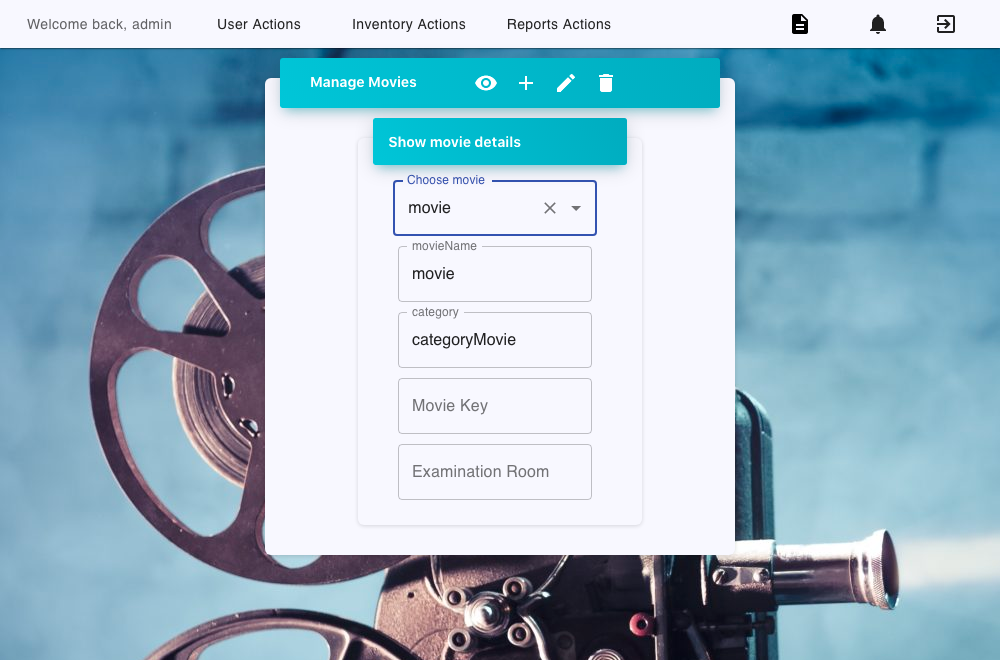 Welcome back, admin
User Actions
Inventory Actions
Reports Actions
Manage Movies
Show movie details
Choose movie
movie
movieName
movie
category
categoryMovie
Movie Key
Examination Room